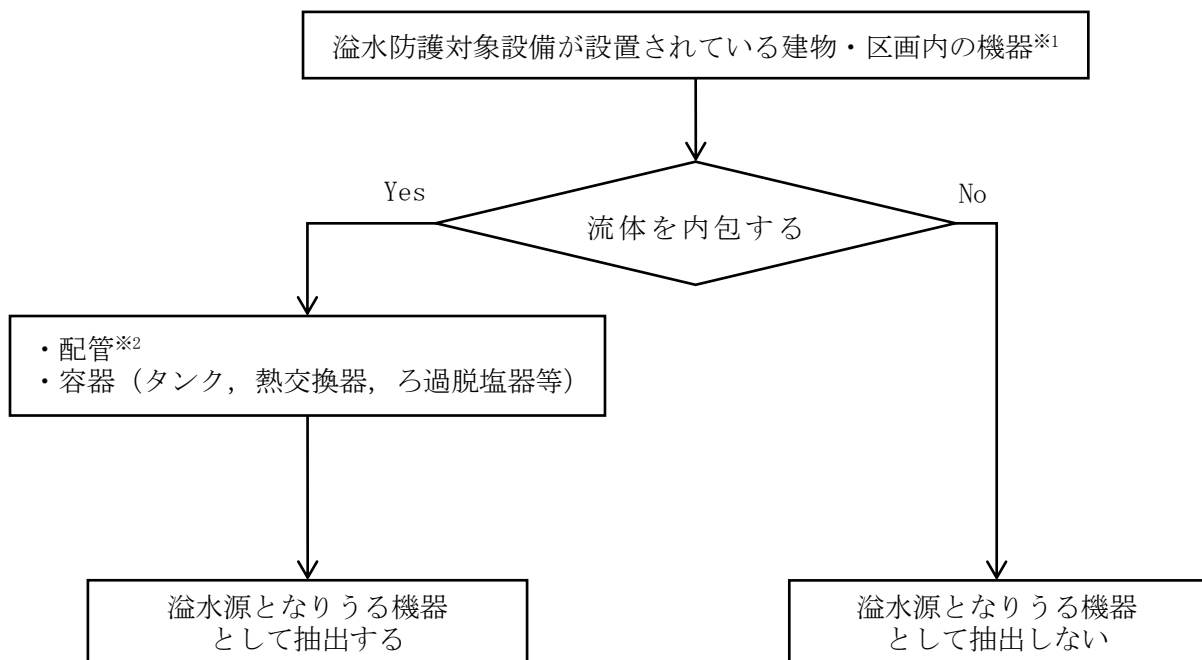 溢水防護対象設備が設置されている建物・区画内の機器※1
Yes
No
流体を内包する
・配管※2
・容器（タンク，熱交換器，ろ過脱塩器等）
溢水源となりうる機器
として抽出する
溢水源となりうる機器
として抽出しない